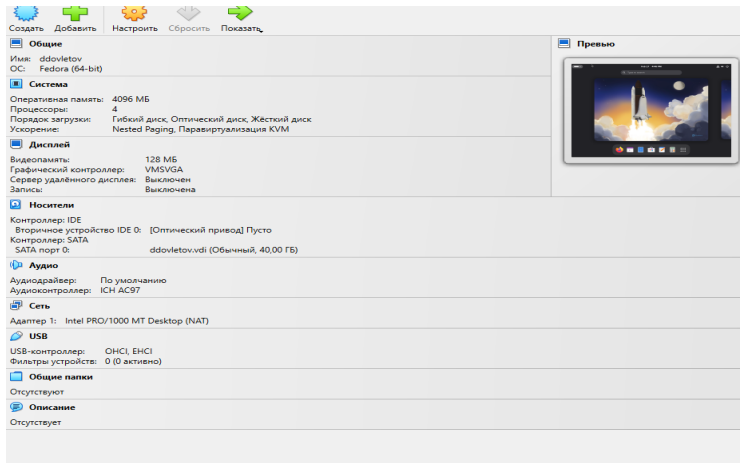 Создать Добавить Настроить Сбросить Показать
Общие
Имя: ddovletov
ОС: Fedora (64-bit)
Система
Оперативная память: 4096 МБ
Процессоры: 4
Порядок загрузки: Гибкий диск, Оптический диск, Жёсткий диск
Ускорение: Nested Paging, Паравиртуализация KVM
Дисплей
Видеопамять: 128 МБ
Графический контроллер: VMSVGA
Сервер удалённого дисплея: Выключен
Запись: Выключена
Носители
Контроллер: IDE
Вторичное устройство IDE 0: [Оптический привод] Пусто
Контроллер: SATA
SATA порт 0: ddovletov.vdi (Обычный, 40,00 ГБ)
Аудио
Аудиодрайвер: По умолчанию
Аудиоконтроллер: ICH AC97
Сеть
Адаптер 1: Intel PRO/1000 MT Desktop (NAT)
USB
USB-контроллер: OHCI, EHCI
Фильтры устройств: 0 (0 активно)
Общие папки
Отсутствуют
Описание
Отсутствует
Превью